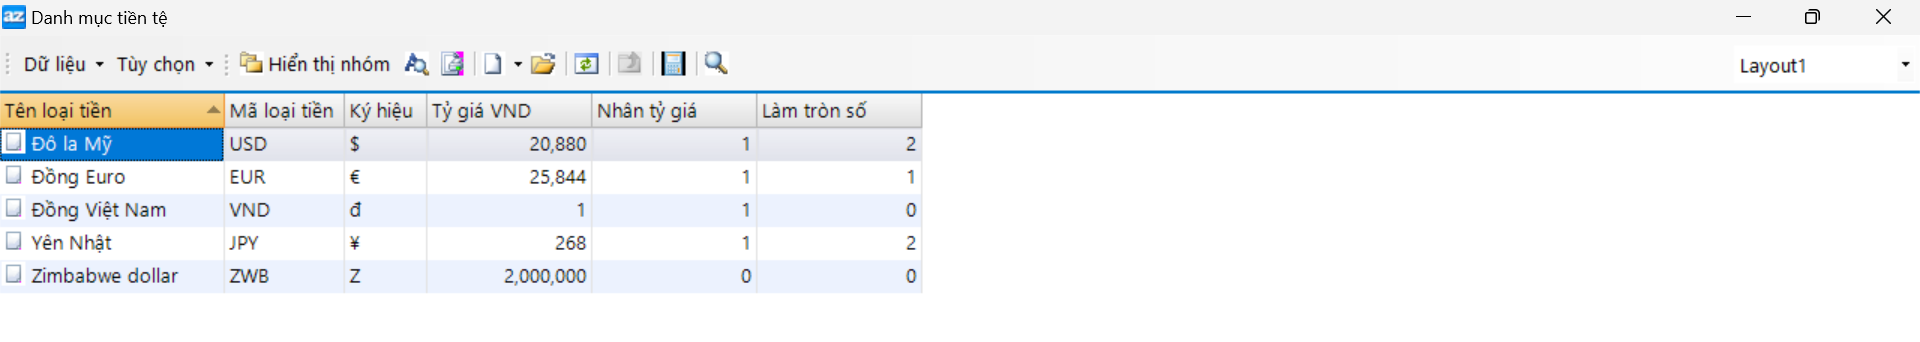 az Danh mục tiền tệ
Dữ liệu Tùy chọn Hiển thị nhóm Layout1
Tên loại tiền Mã loại tiền Ký hiệu Tỷ giá VND Nhân tỷ giá Làm tròn số
Đô la Mỹ USD $ 20,880 1 2
Đồng Euro EUR € 25,844 1 1
Đồng Việt Nam VND đ 1 1 0
Yên Nhật JPY ¥ 268 1 2
Zimbabwe dollar ZWB Z 2,000,000 0 0